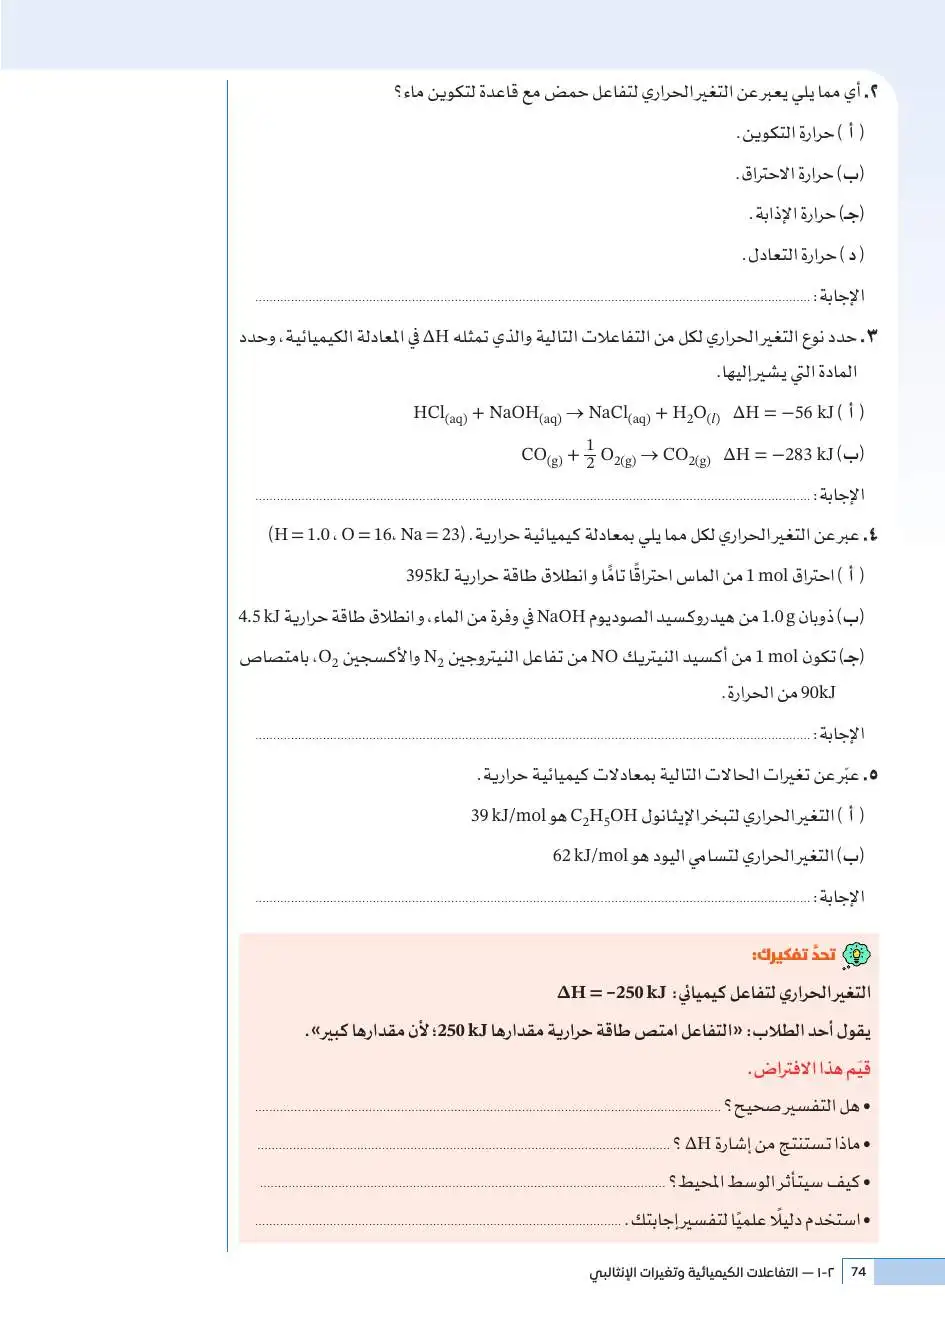 ٢. أي مما يلي يعبر عن التغير الحراري لتفاعل حمض مع قاعدة لتكوين ماء؟
( أ ) حرارة التكوين.
(ب) حرارة الاحتراق.
(جـ) حرارة الإذابة.
( د ) حرارة التعادل.
الإجابة: ........................................
٣. حدد نوع التغير الحراري لكل من التفاعلات التالية والذي تمثله ΔH في المعادلة الكيميائية، وحدد
المادة التي يشير إليها.
( أ ) HCl(aq) + NaOH(aq) → NaCl(aq) + H₂O(l)   ΔH = −56 kJ
(ب) CO(g) + 1/2 O₂(g) → CO₂(g)   ΔH = −283 kJ
الإجابة: ........................................
٤. عبر عن التغير الحراري لكل مما يلي بمعادلة كيميائية حرارية. (H = 1.0 ، O = 16، Na = 23)
( أ ) احتراق 1 mol من الماس احتراقًا تامًّا وانطلاق طاقة حرارية 395kJ
(ب) ذوبان 1.0 g من هيدروكسيد الصوديوم NaOH في وفرة من الماء، وانطلاق طاقة حرارية 4.5 kJ
(جـ) تكون 1 mol من أكسيد النيتريك NO من تفاعل النيتروجين N₂ والأكسجين O₂، بامتصاص
90kJ من الحرارة.
الإجابة: ........................................
٥. عبّر عن تغيرات الحالات التالية بمعادلات كيميائية حرارية.
( أ ) التغير الحراري لتبخر الإيثانول C₂H₅OH هو 39 kJ/mol
(ب) التغير الحراري لتسامي اليود هو 62 kJ/mol
الإجابة: ........................................
تحدَّ تفكيرك:
التغير الحراري لتفاعل كيميائي: ΔH = −250 kJ
يقول أحد الطلاب: «التفاعل امتص طاقة حرارية مقدارها 250 kJ؛ لأن مقدارها كبير».
قيّم هذا الافتراض.
• هل التفسير صحيح؟ ........................................
• ماذا تستنتج من إشارة ΔH ؟ ........................................
• كيف سيتأثر الوسط المحيط؟ ........................................
• استخدم دليلًا علميًا لتفسير إجابتك. ........................................
74 ٢-١ — التفاعلات الكيميائية وتغيرات الإنثالبي